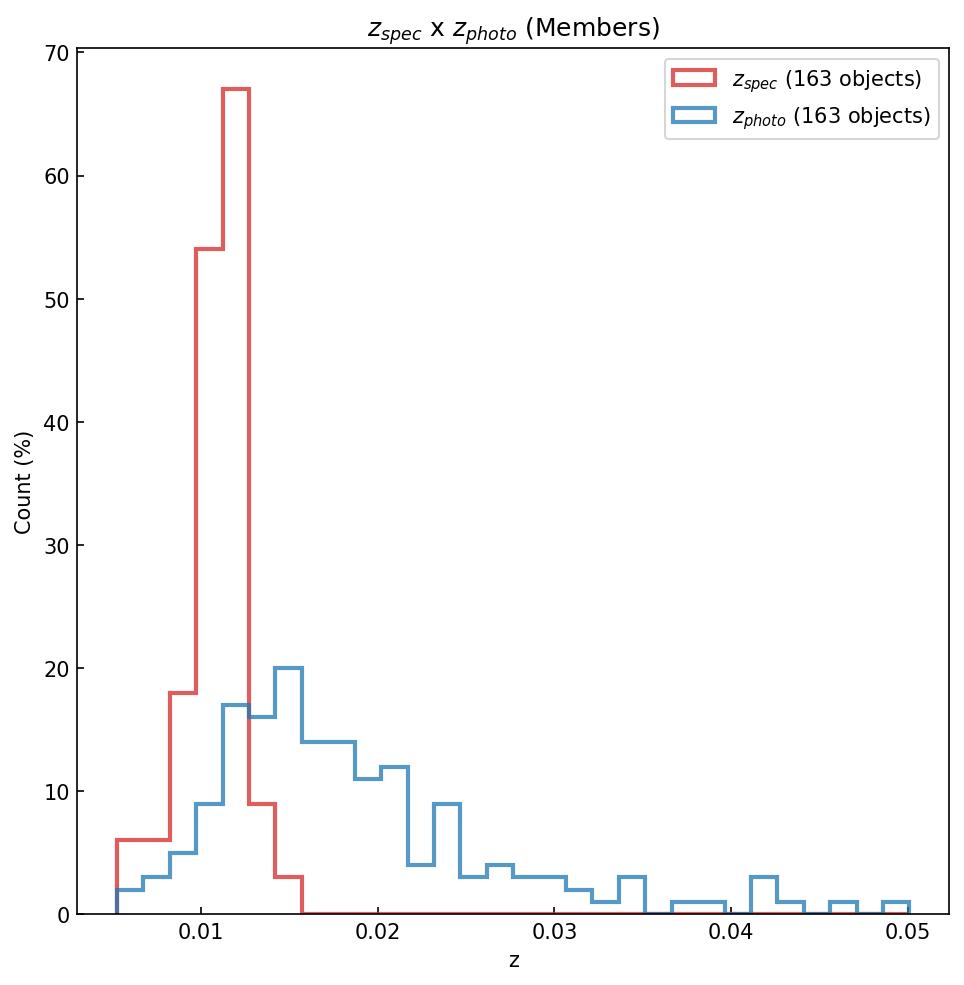 z_spec x z_photo (Members)
z_spec (163 objects)
z_photo (163 objects)
Count (%)
70
60
50
40
30
20
10
0
0.01 0.02 0.03 0.04 0.05
z